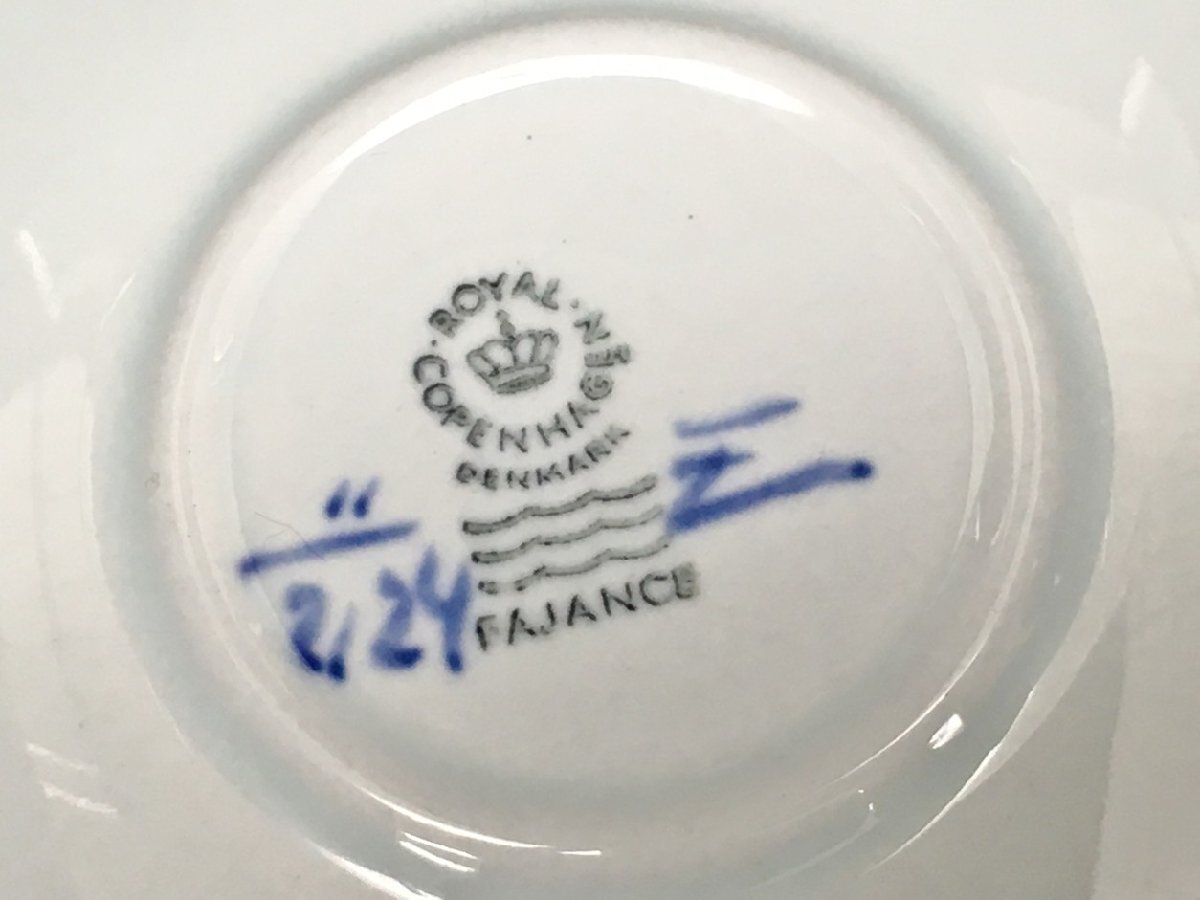 ROYAL
COPENHAGEN
DENMARK
FAJANCE
"
2,24